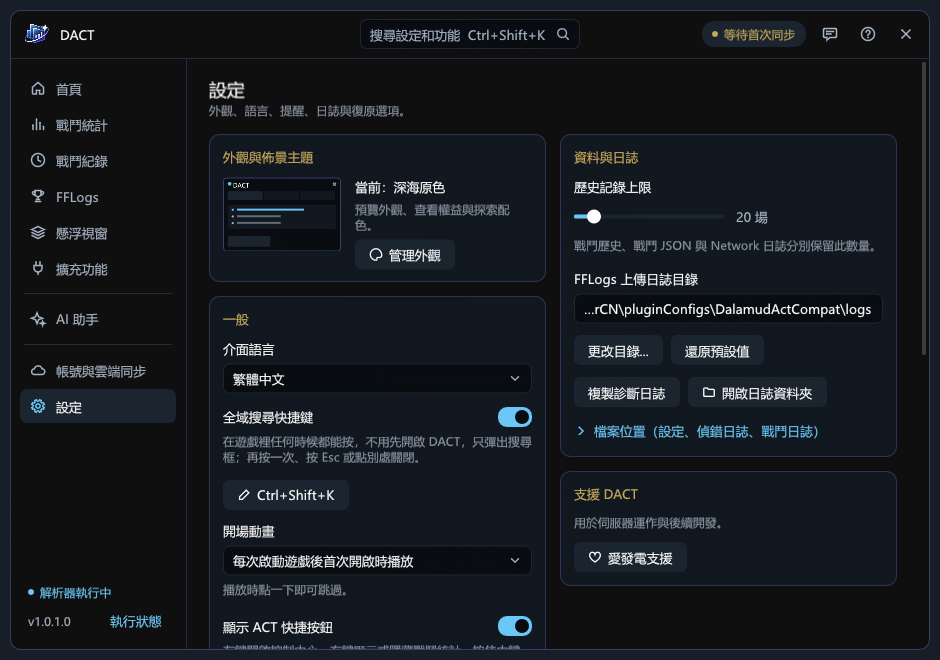 DACT
搜尋設定和功能 Ctrl+Shift+K
等待首次同步
首頁
戰鬥統計
戰鬥紀錄
FFLogs
懸浮視窗
擴充功能
AI 助手
帳號與雲端同步
設定
解析器執行中
v1.0.1.0 執行狀態
設定
外觀、語言、提醒、日誌與復原選項。
外觀與佈景主題
DACT
當前：深海原色
預覽外觀、查看權益與探索配
色。
管理外觀
一般
介面語言
繁體中文
全域搜尋快捷鍵
在遊戲裡任何時候都能按，不用先開啟 DACT，只彈出搜尋
框；再按一次、按 Esc 或點別處關閉。
Ctrl+Shift+K
開場動畫
每次啟動遊戲後首次開啟時播放
播放時點一下即可跳過。
顯示 ACT 快捷按鈕
資料與日誌
歷史記錄上限
20 場
戰鬥歷史、戰鬥 JSON 與 Network 日誌分別保留此數量。
FFLogs 上傳日誌目錄
...rCN\pluginConfigs\DalamudActCompat\logs
更改目錄...
還原預設值
複製診斷日誌
開啟日誌資料夾
檔案位置（設定、偵錯日誌、戰鬥日誌）
支援 DACT
用於伺服器運作與後續開發。
愛發電支援